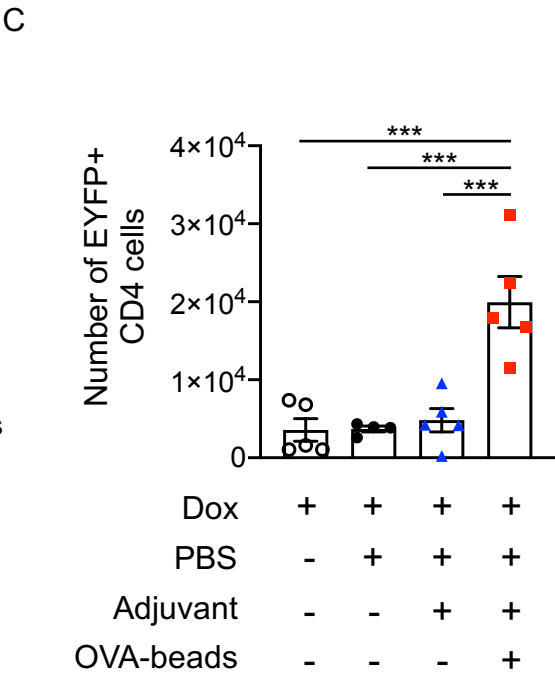 C
***
***
***
Number of EYFP+
CD4 cells
4×10⁴
3×10⁴
2×10⁴
1×10⁴
0
Dox + + + +
PBS - + + +
Adjuvant - - + +
OVA-beads - - - +